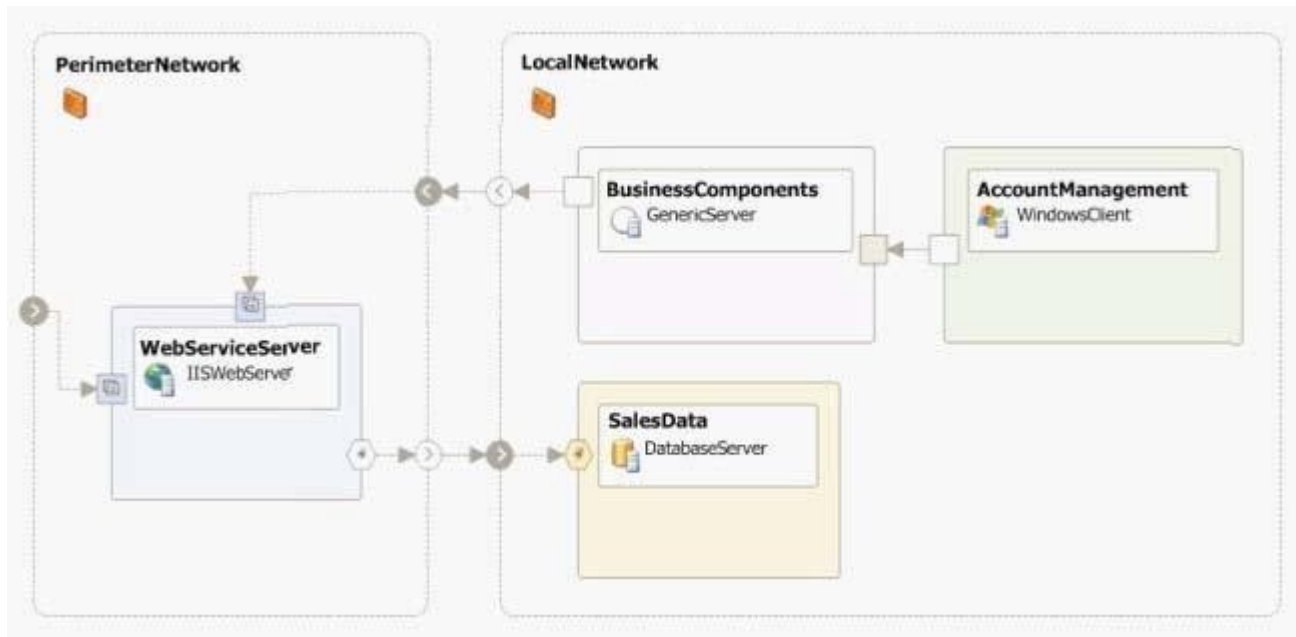 PerimeterNetwork
LocalNetwork
BusinessComponents
GenericServer
AccountManagement
WindowsClient
WebServiceServer
IISWebServer
SalesData
DatabaseServer